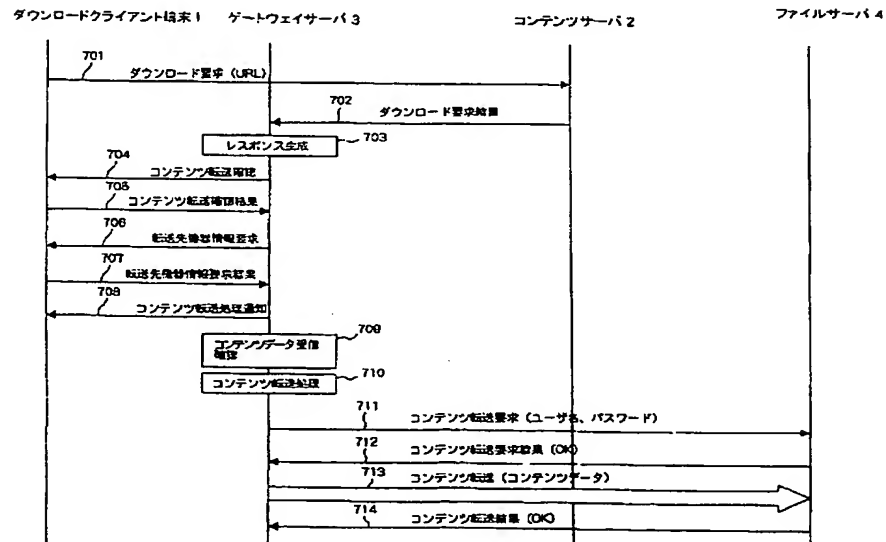 ダウンロードクライアント端末1 ゲートウェイサーバ3 コンテンツサーバ2 ファイルサーバ4
701
ダウンロード要求 (URL)
702
ダウンロード要求結果
レスポンス生成
703
704
コンテンツ転送確認
705
コンテンツ転送確認結果
706
転送先機器情報要求
707
転送先機器情報要求結果
708
コンテンツ転送処理通知
709
コンテンツデータ受信
確認
710
コンテンツ転送処理
711
コンテンツ転送要求 (ユーザ名、パスワード)
712
コンテンツ転送要求結果 (OK)
713
コンテンツ転送 (コンテンツデータ)
714
コンテンツ転送結果 (OK)